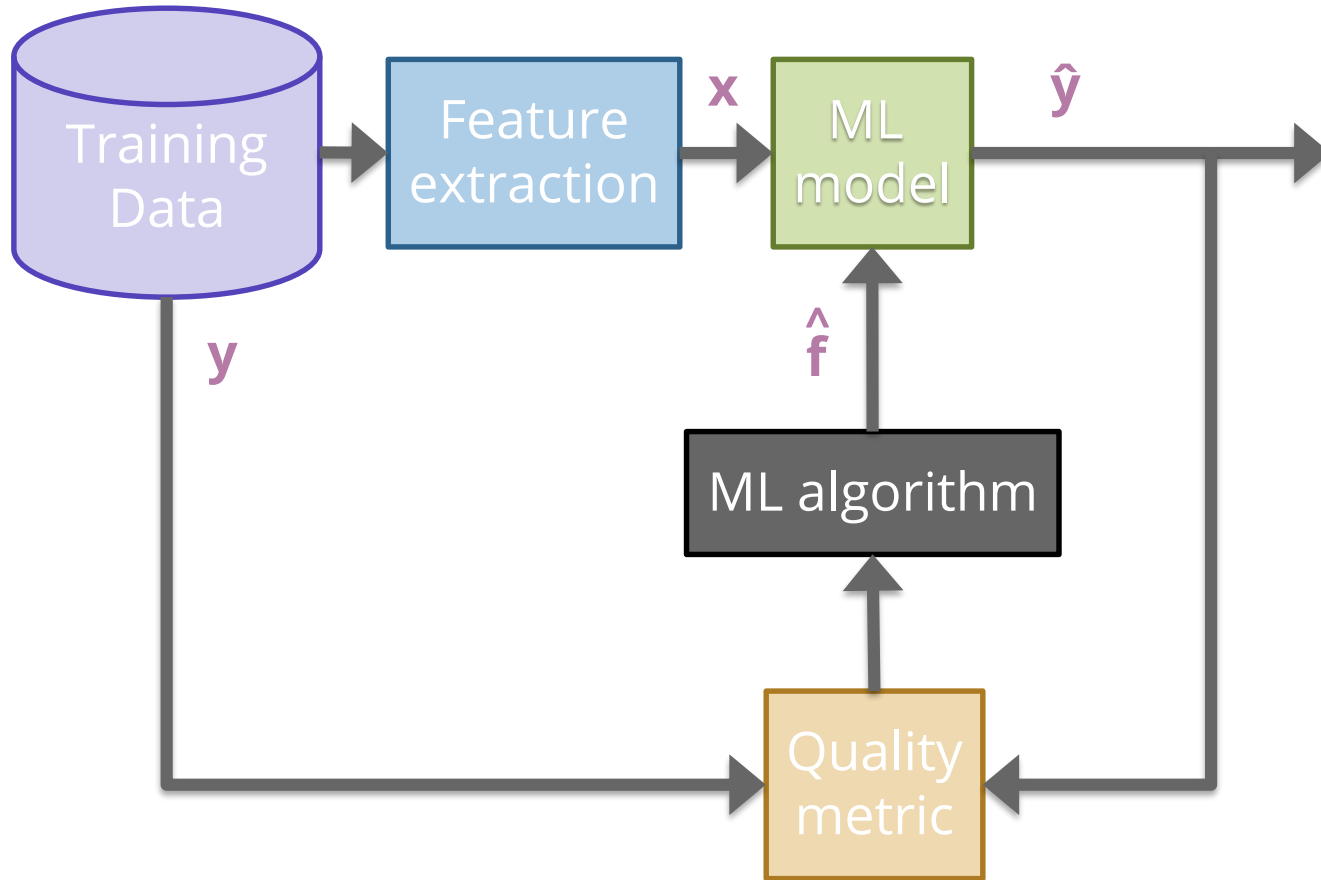 Training
Data
Feature
extraction
x
ML
model
ŷ
y
f̂
ML algorithm
Quality
metric